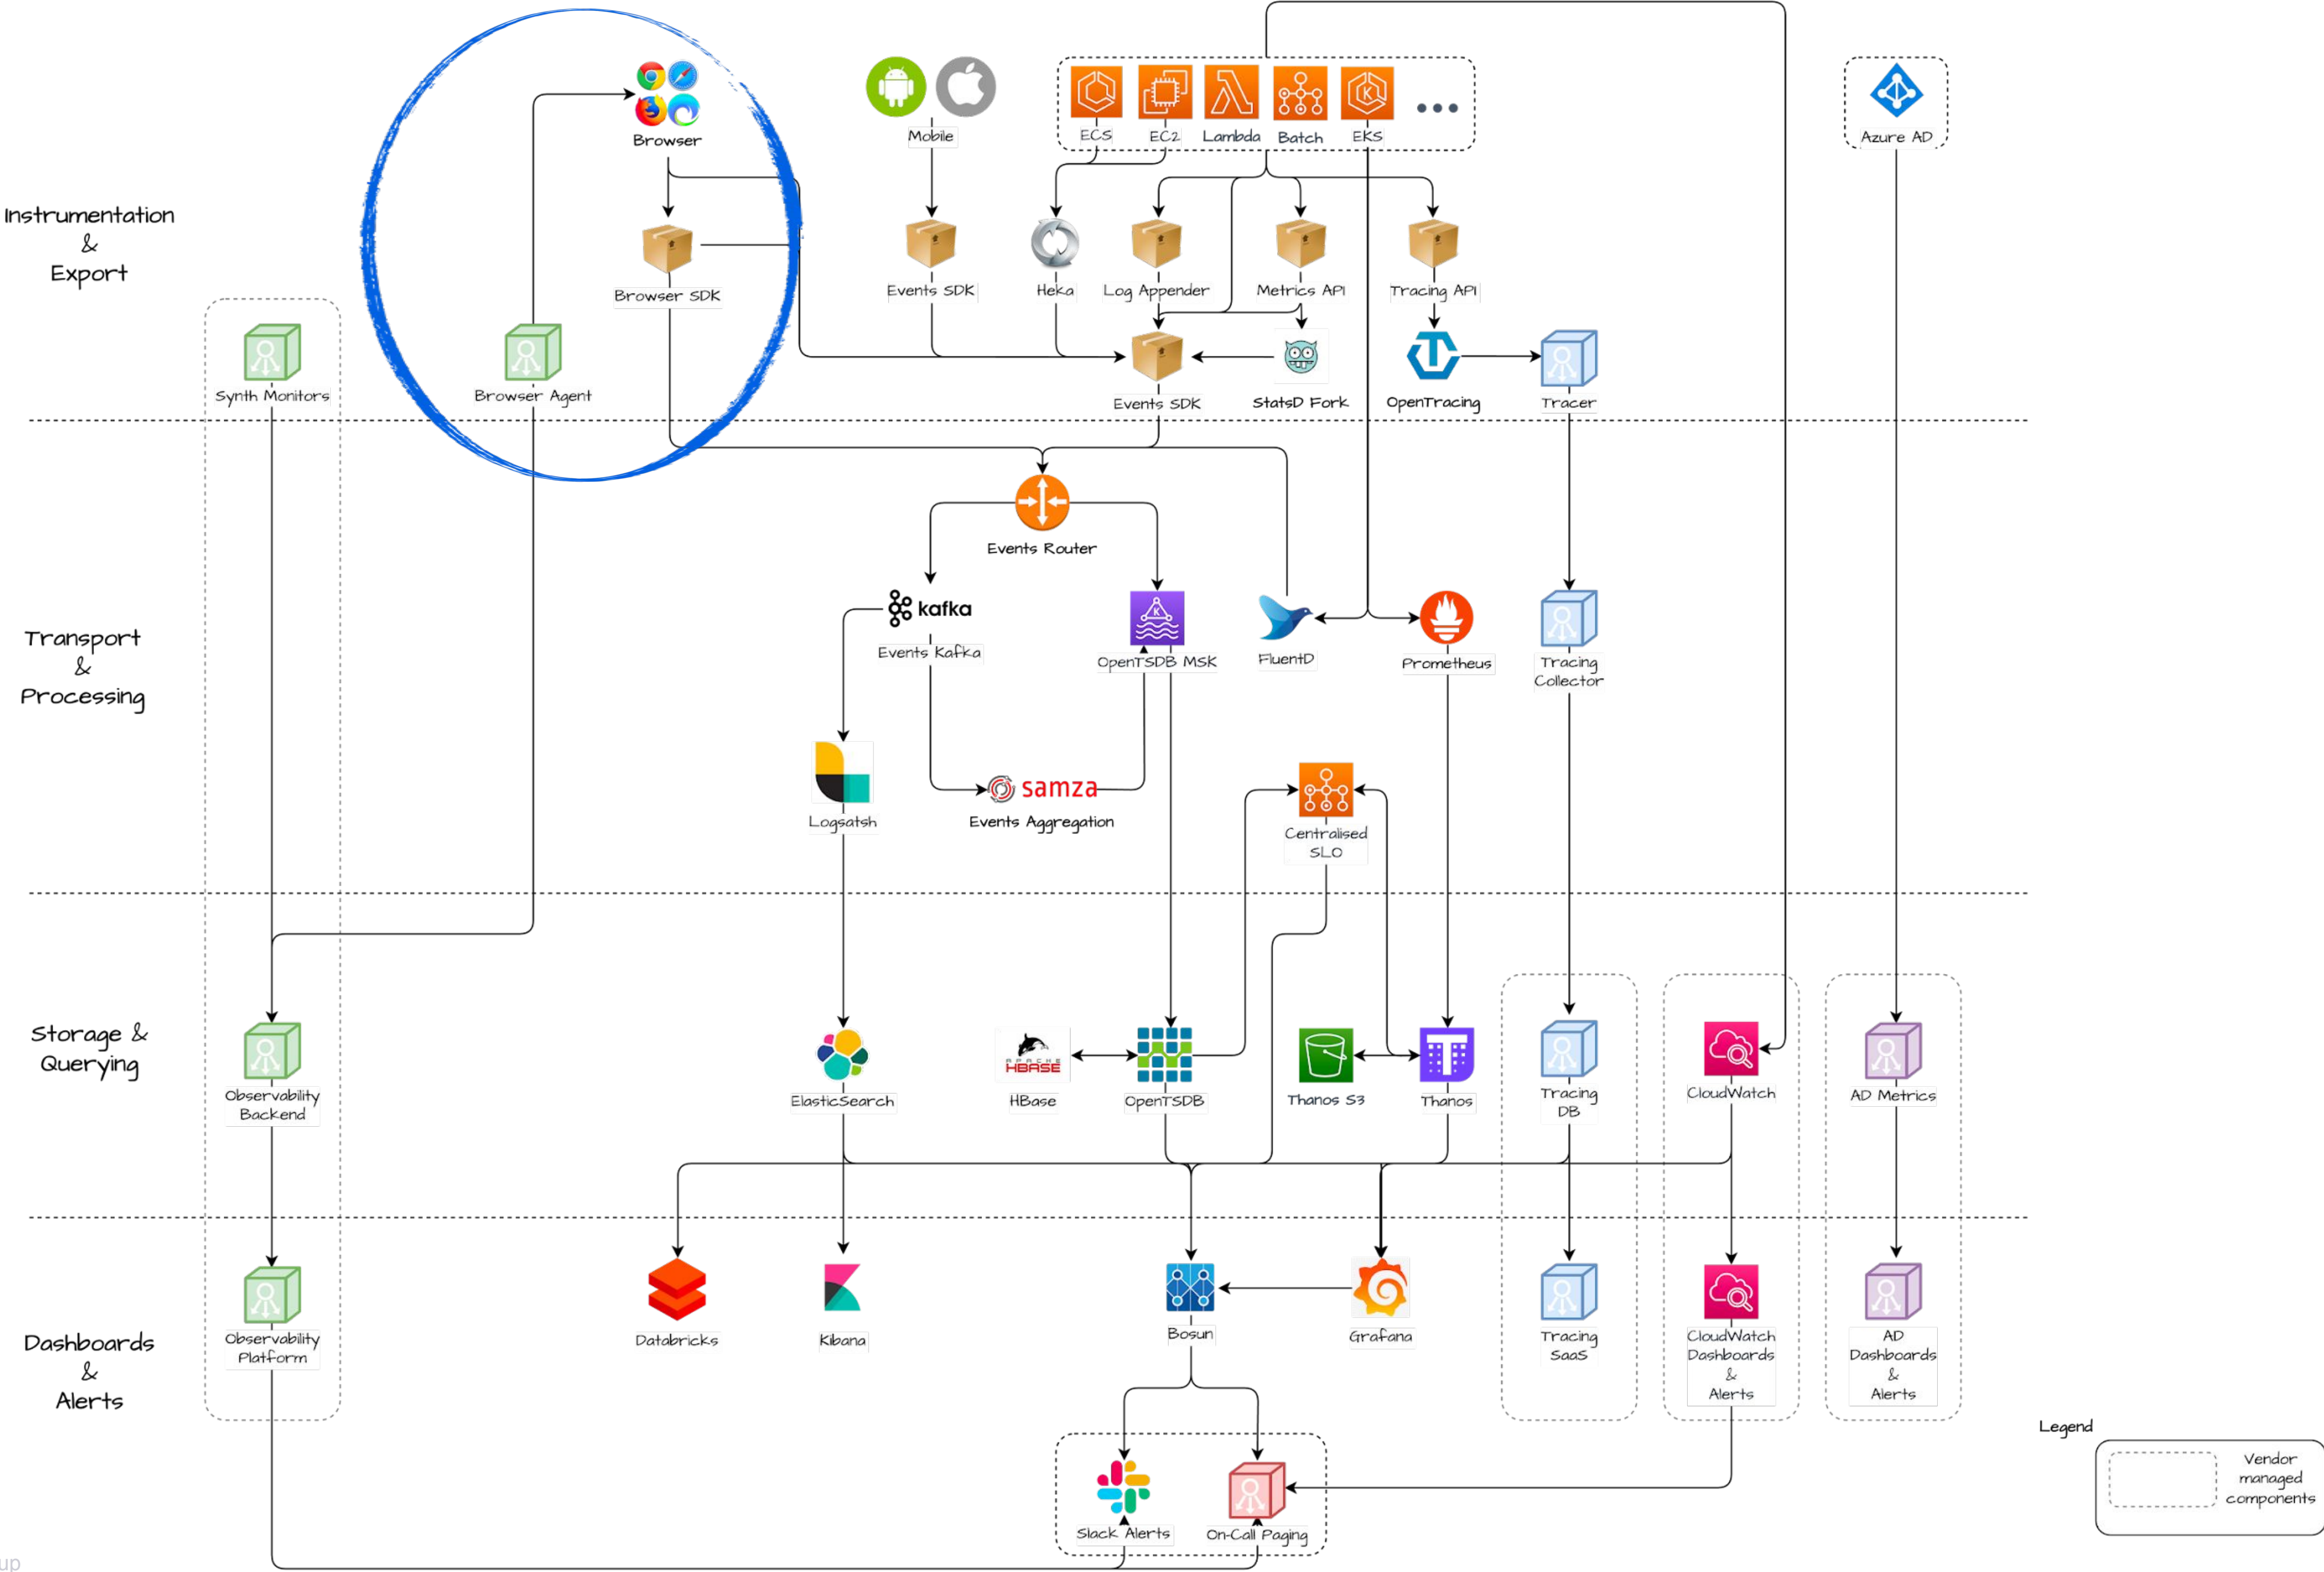 Browser
Mobile
ECS
EC2
Lambda
Batch
EKS
Azure AD
Instrumentation
&
Export
Browser SDK
Events SDK
Heka
Log Appender
Metrics API
Tracing API
Synth Monitors
Browser Agent
Events SDK
StatsD Fork
OpenTracing
Tracer
Events Router
Transport
&
Processing
kafka
Events Kafka
K
OpenTSDB MSK
FluentD
Prometheus
Tracing
Collector
Logsatsh
samza
Events Aggregation
Centralised
SLO
Storage &
Querying
Observability
Backend
ElasticSearch
APACHE
HBASE
HBase
OpenTSDB
Thanos S3
Thanos
Tracing
DB
CloudWatch
AD Metrics
Dashboards
&
Alerts
Observability
Platform
Databricks
Kibana
Bosun
Grafana
Tracing
SaaS
CloudWatch
Dashboards
&
Alerts
AD
Dashboards
&
Alerts
Slack Alerts
On-Call Paging
Legend
Vendor
managed
components
up